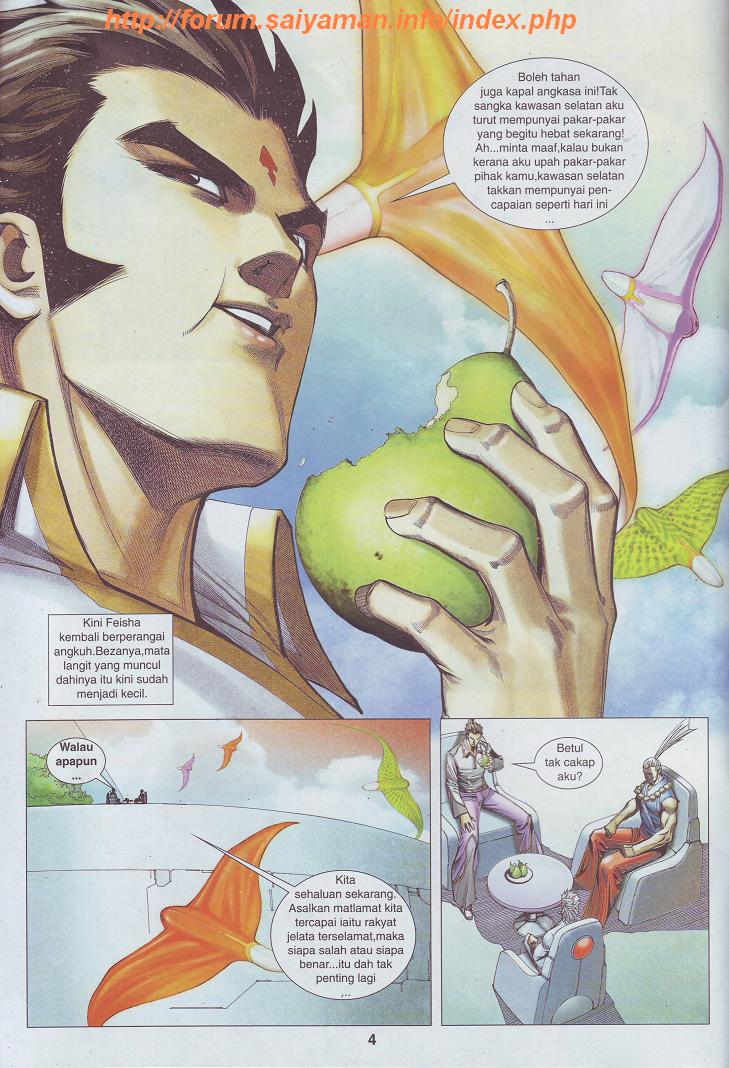 http://forum.saiyaman.info/index.php
Boleh tahan
juga kapal angkasa ini!Tak
sangka kawasan selatan aku
turut mempunyai pakar-pakar
yang begitu hebat sekarang!
Ah...minta maaf,kalau bukan
kerana aku upah pakar-pakar
pihak kamu,kawasan selatan
takkan mempunyai pen-
capaian seperti hari ini
...
Kini Feisha
kembali berperangai
angkuh.Bezanya,mata
langit yang muncul
dahinya itu kini sudah
menjadi kecil.
Walau
apapun
...
Kita
sehaluan sekarang.
Asalkan matlamat kita
tercapai iaitu rakyat
jelata terselamat,maka
siapa salah atau siapa
benar...itu dah tak
penting lagi
...
Betul
tak cakap
aku?
4